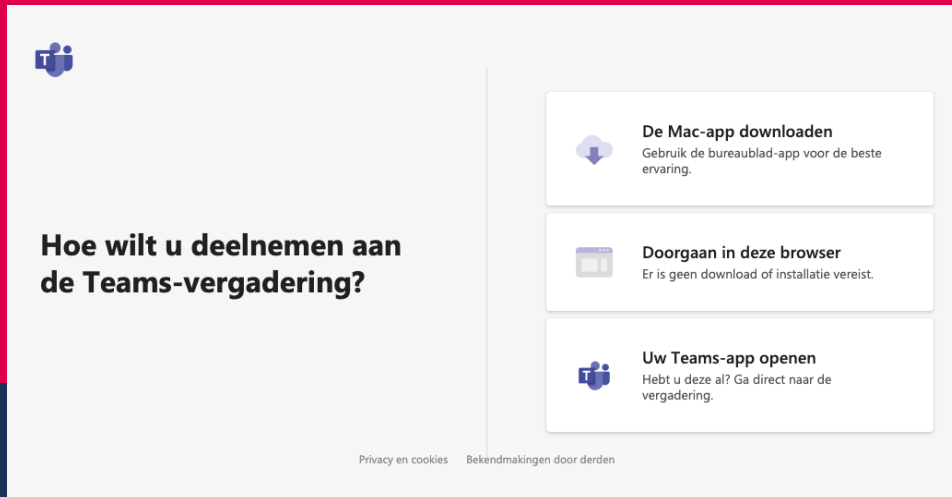 Hoe wilt u deelnemen aan
de Teams-vergadering?
De Mac-app downloaden
Gebruik de bureaublad-app voor de beste
ervaring.
Doorgaan in deze browser
Er is geen download of installatie vereist.
Uw Teams-app openen
Hebt u deze al? Ga direct naar de
vergadering.
Privacy en cookies Bekendmakingen door derden